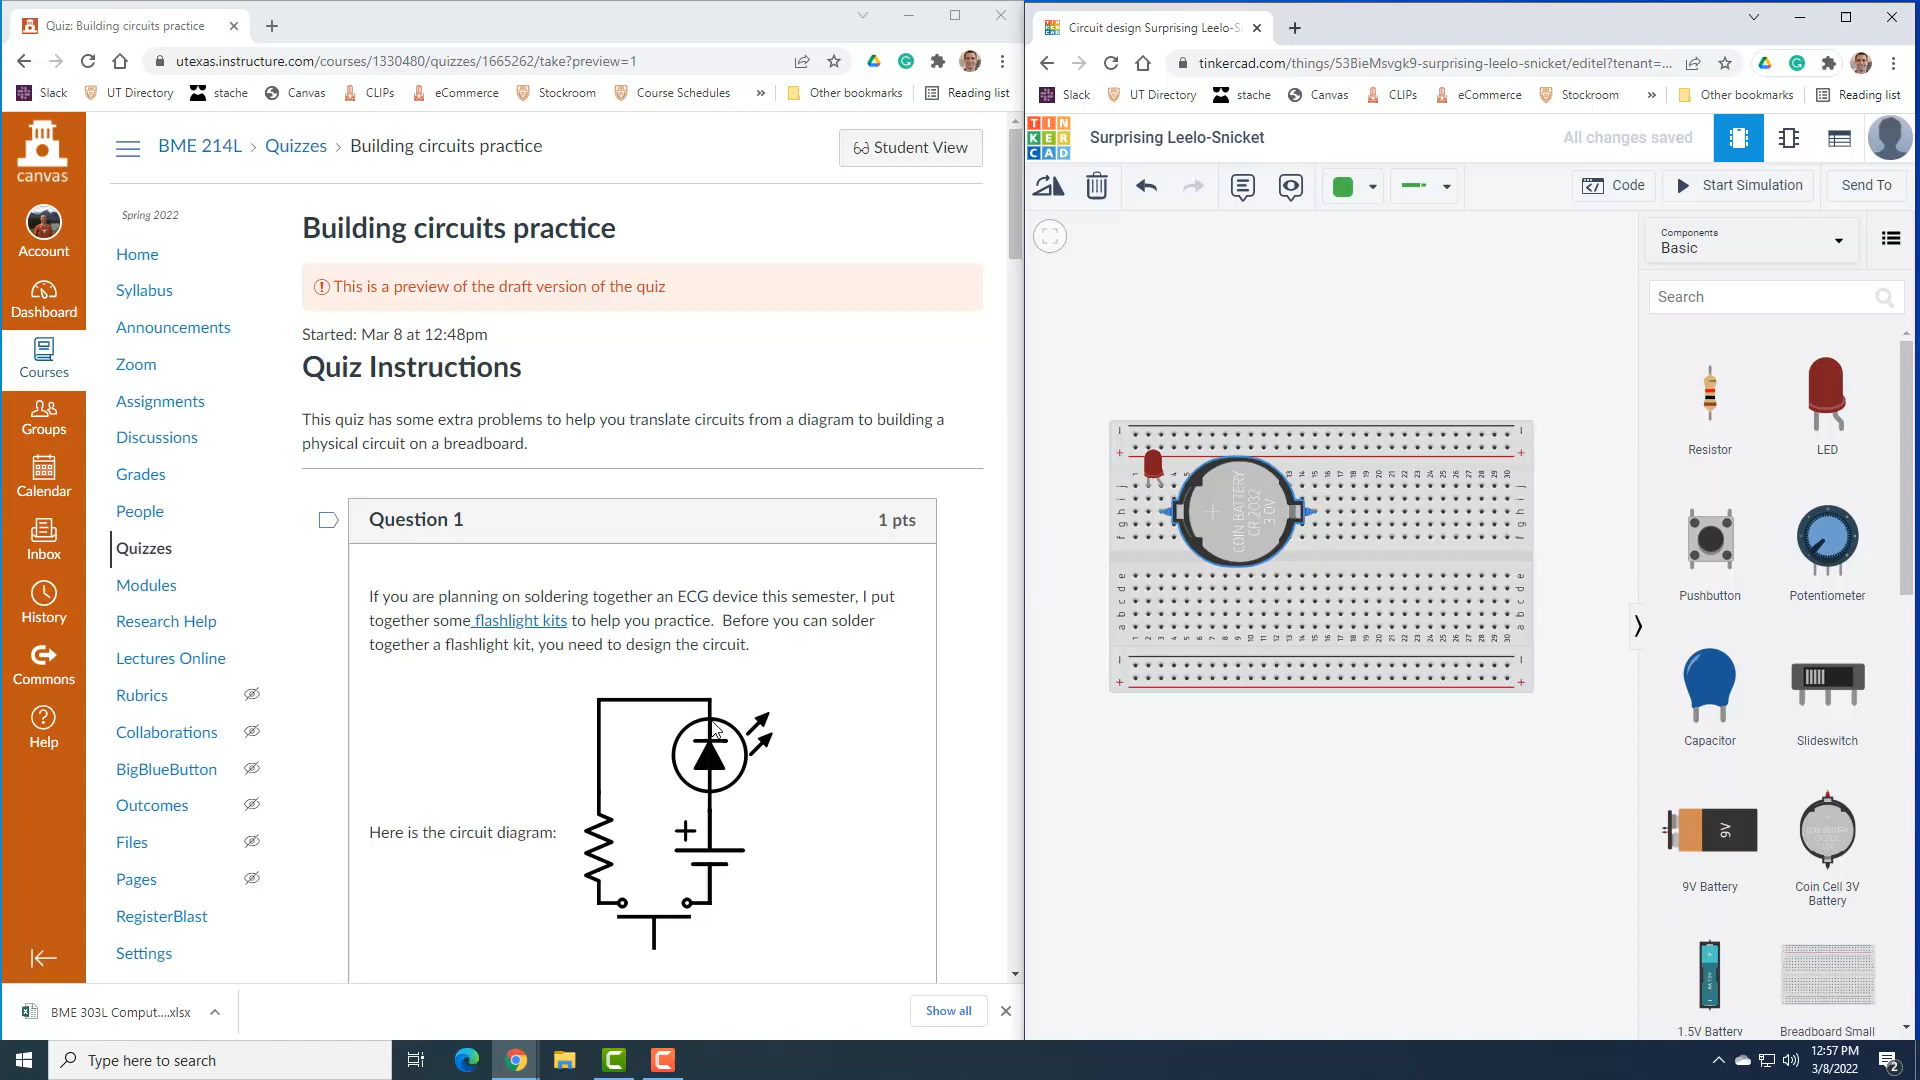 Quiz: Building circuits practice
utexas.instructure.com/courses/1330480/quizzes/1665262/take?preview=1
Slack UT Directory stache Canvas CLIPs eCommerce Stockroom Course Schedules » Other bookmarks Reading list
canvas
Account
Dashboard
Courses
Groups
Calendar
Inbox
History
Commons
Help
BME 214L › Quizzes › Building circuits practice
Student View
Spring 2022
Home
Syllabus
Announcements
Zoom
Assignments
Discussions
Grades
People
Quizzes
Modules
Research Help
Lectures Online
Rubrics
Collaborations
BigBlueButton
Outcomes
Files
Pages
RegisterBlast
Settings
Building circuits practice
This is a preview of the draft version of the quiz
Started: Mar 8 at 12:48pm
Quiz Instructions
This quiz has some extra problems to help you translate circuits from a diagram to building a
physical circuit on a breadboard.
Question 1 1 pts
If you are planning on soldering together an ECG device this semester, I put
together some flashlight kits to help you practice. Before you can solder
together a flashlight kit, you need to design the circuit.
Here is the circuit diagram:
+
BME 303L Comput....xlsx
Show all
Circuit design Surprising Leelo-S
tinkercad.com/things/53BieMsvgk9-surprising-leelo-snicket/editel?tenant=...
Slack UT Directory stache Canvas CLIPs eCommerce Stockroom » Other bookmarks Reading list
TIN
KER
CAD
Surprising Leelo-Snicket
All changes saved
Code
Start Simulation
Send To
Components
Basic
Search
Resistor
LED
Pushbutton
Potentiometer
Capacitor
Slideswitch
9V
9V Battery
Coin Cell 3V
Battery
1.5V Battery
Breadboard Small
COIN BATTERY
CR 2032
3.0V
Type here to search
12:57 PM
3/8/2022
2